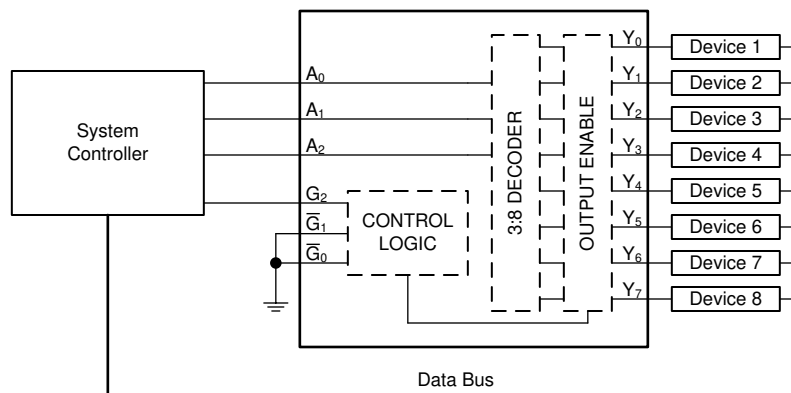 System
Controller
A₀
A₁
A₂
G₂
G̅₁
G̅₀
CONTROL
LOGIC
3:8 DECODER
OUTPUT ENABLE
Y₀
Y₁
Y₂
Y₃
Y₄
Y₅
Y₆
Y₇
Device 1
Device 2
Device 3
Device 4
Device 5
Device 6
Device 7
Device 8
Data Bus